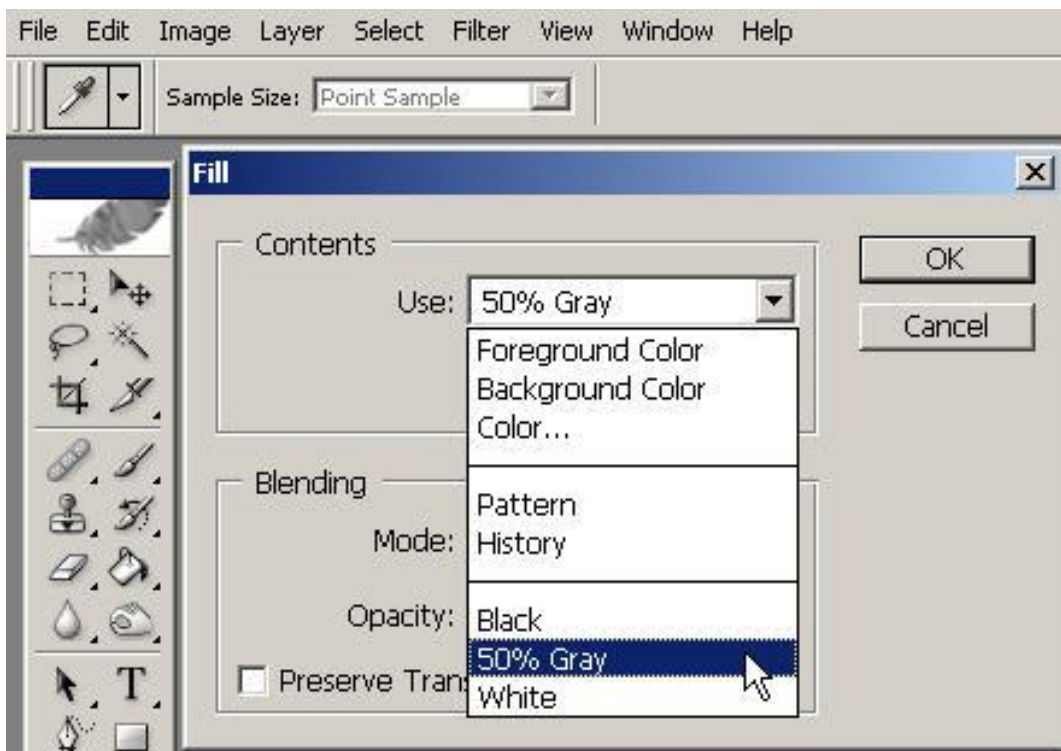 File Edit Image Layer Select Filter View Window Help
Sample Size: Point Sample
Fill
Contents
Use: 50% Gray
OK
Cancel
Foreground Color
Background Color
Color...
Pattern
History
Blending
Mode:
Opacity:
Black
50% Gray
White
Preserve Trans
T